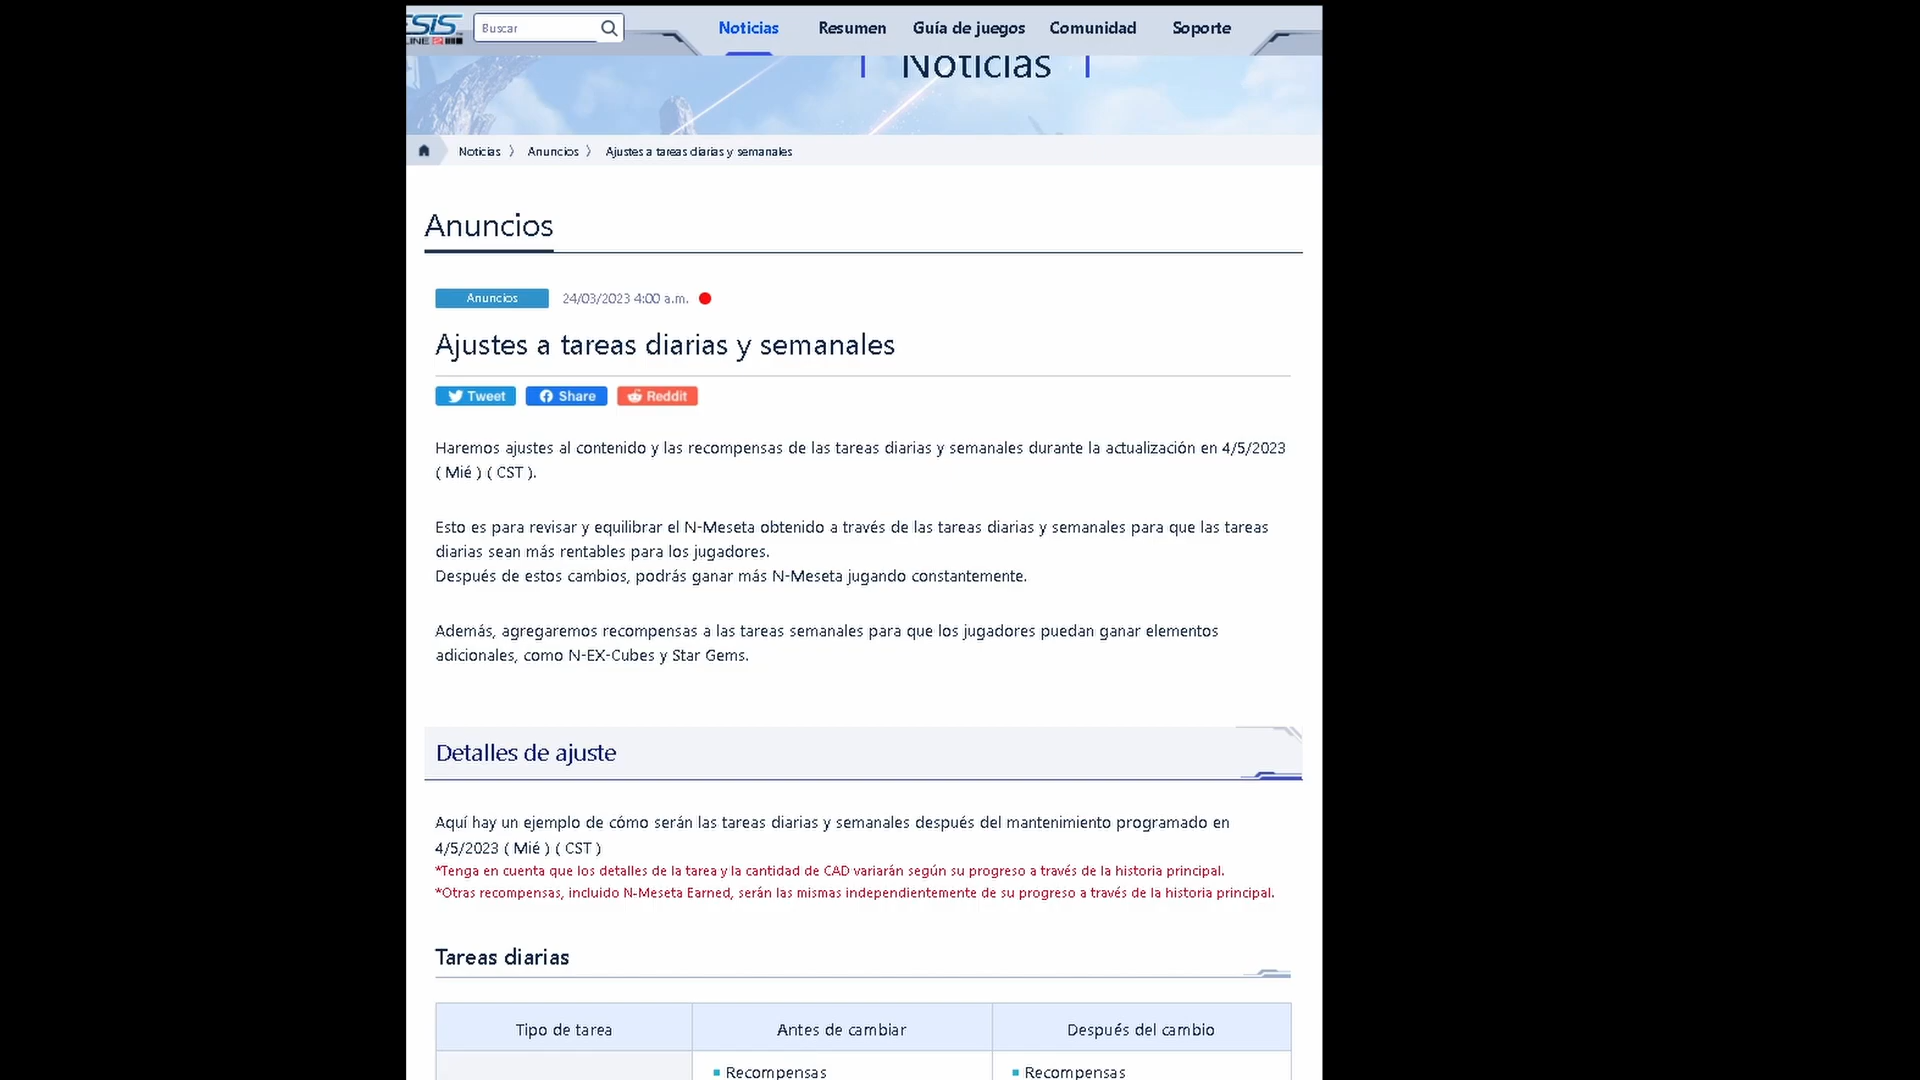 ESIS
LINE 2
Buscar
Noticias
Resumen
Guía de juegos
Comunidad
Soporte
Noticias
Noticias 〉 Anuncios 〉 Ajustes a tareas diarias y semanales
Anuncios
Anuncios
24/03/2023 4:00 a.m.
Ajustes a tareas diarias y semanales
Tweet
Share
Reddit
Haremos ajustes al contenido y las recompensas de las tareas diarias y semanales durante la actualización en 4/5/2023
( Mié ) ( CST ).
Esto es para revisar y equilibrar el N-Meseta obtenido a través de las tareas diarias y semanales para que las tareas
diarias sean más rentables para los jugadores.
Después de estos cambios, podrás ganar más N-Meseta jugando constantemente.
Además, agregaremos recompensas a las tareas semanales para que los jugadores puedan ganar elementos
adicionales, como N-EX-Cubes y Star Gems.
Detalles de ajuste
Aquí hay un ejemplo de cómo serán las tareas diarias y semanales después del mantenimiento programado en
4/5/2023 ( Mié ) ( CST )
*Tenga en cuenta que los detalles de la tarea y la cantidad de CAD variarán según su progreso a través de la historia principal.
*Otras recompensas, incluido N-Meseta Earned, serán las mismas independientemente de su progreso a través de la historia principal.
Tareas diarias
Tipo de tarea
Antes de cambiar
Después del cambio
Recompensas
Recompensas